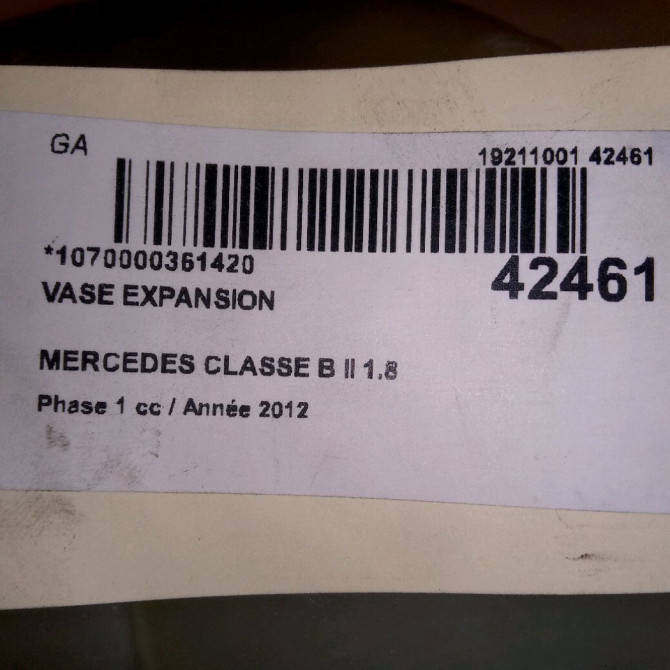 GA
19211001 42461
*1070000361420
42461
VASE EXPANSION
MERCEDES CLASSE B II 1.8
Phase 1 cc / Année 2012